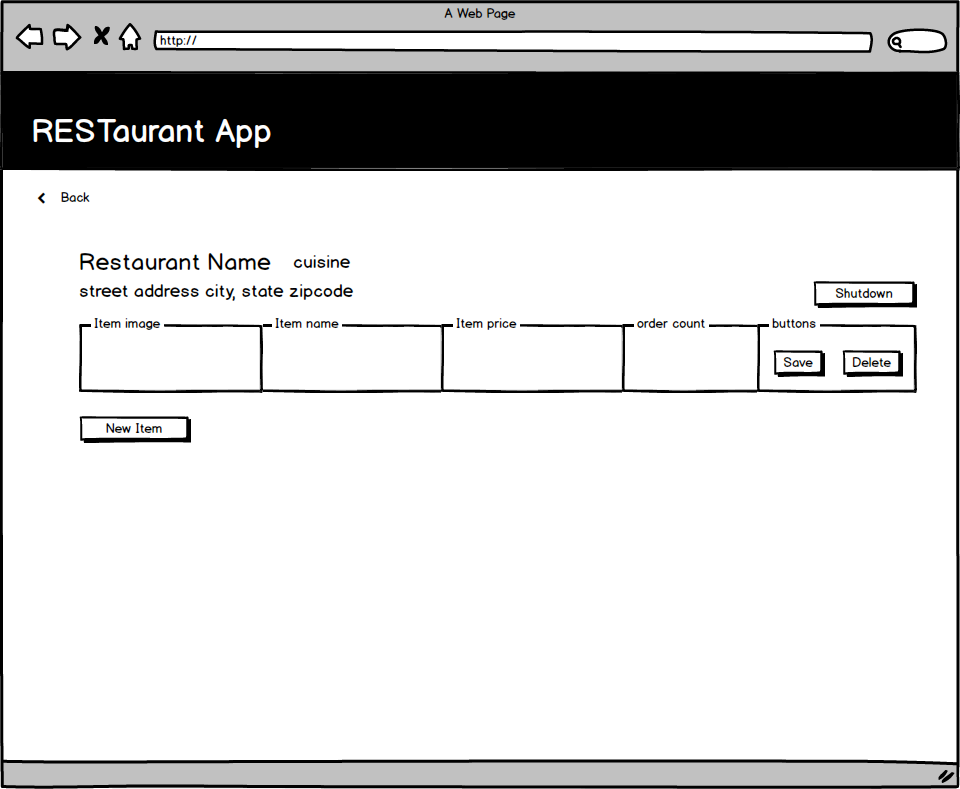 A Web Page
http://
RESTaurant App
Back
Restaurant Name cuisine
street address city, state zipcode
Shutdown
Item image Item name Item price order count buttons
Save Delete
New Item